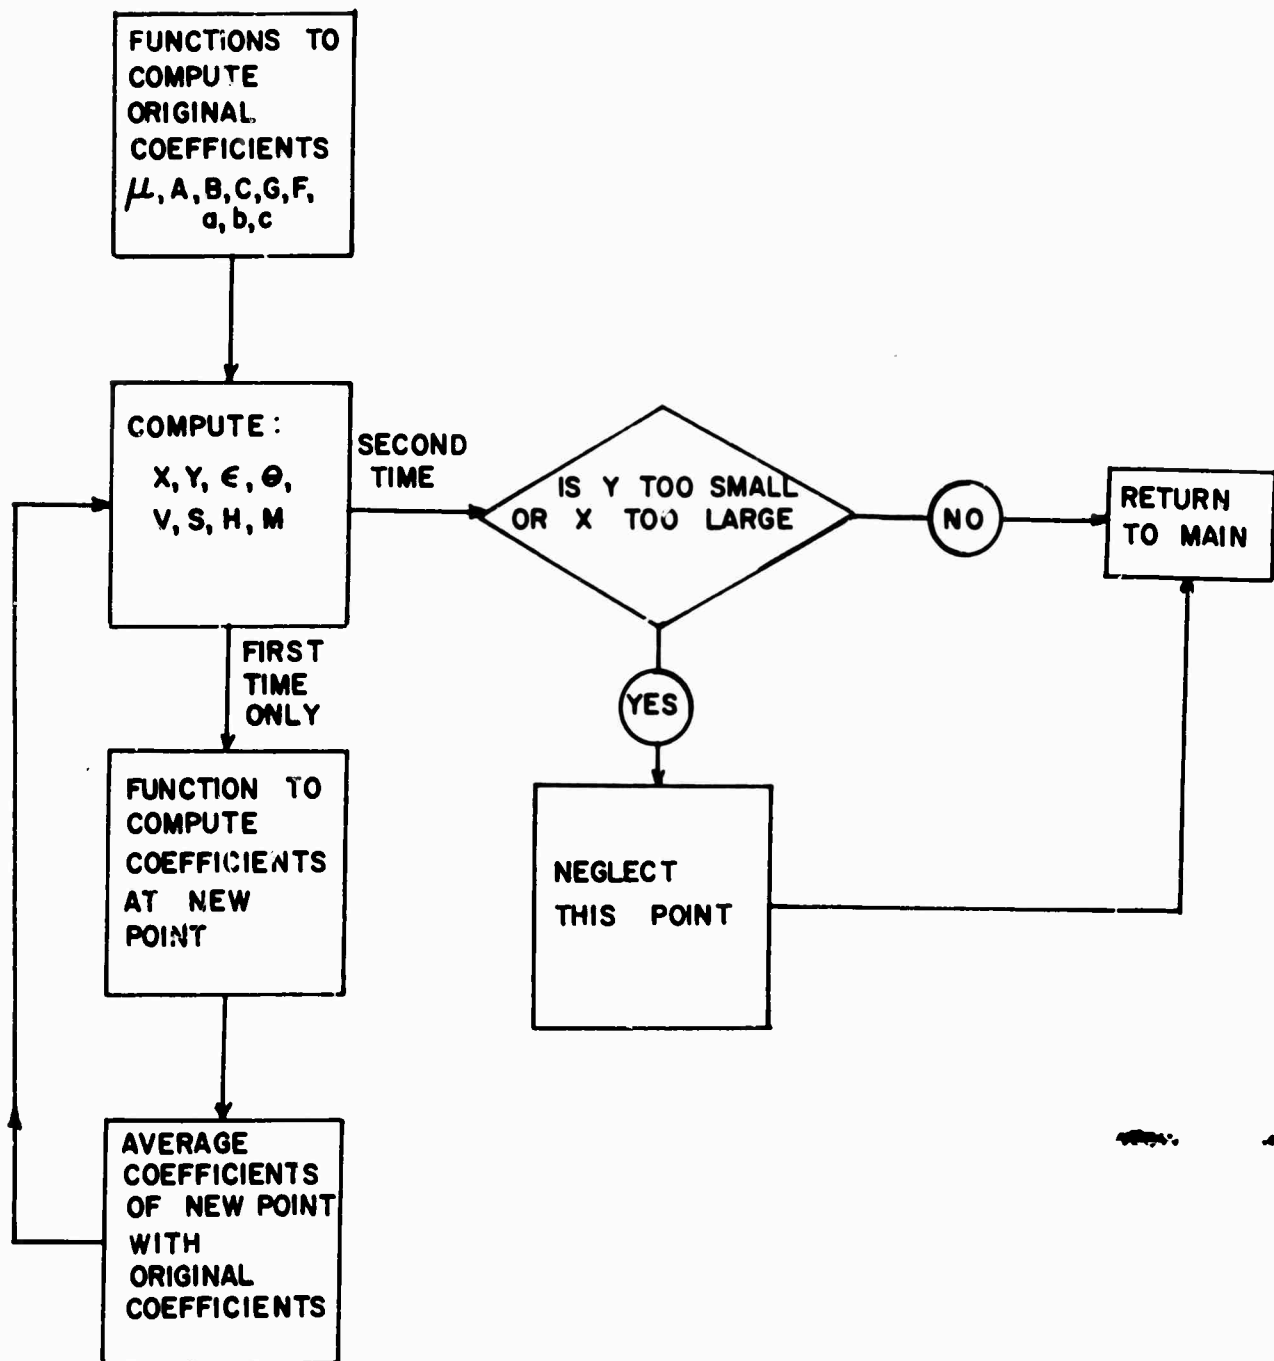 FUNCTIONS TO
COMPUTE
ORIGINAL
COEFFICIENTS
μ, A, B, C, G, F,
a, b, c
COMPUTE:
X, Y, ϵ, θ,
V, S, H, M
SECOND
TIME
IS Y TOO SMALL
OR X TOO LARGE
NO
RETURN
TO MAIN
FIRST
TIME
ONLY
YES
FUNCTION TO
COMPUTE
COEFFICIENTS
AT NEW
POINT
NEGLECT
THIS POINT
AVERAGE
COEFFICIENTS
OF NEW POINT
WITH
ORIGINAL
COEFFICIENTS